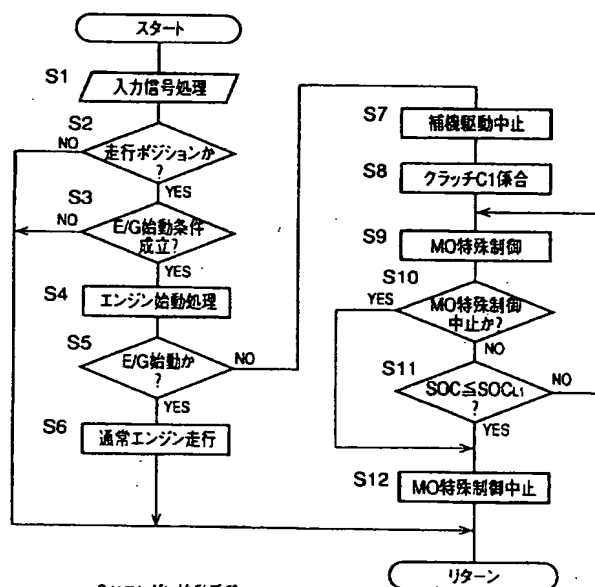 スタート
S1
入力信号処理
S2
走行ポジションか
?
NO
YES
S3
E/G始動条件
成立?
NO
YES
S4
エンジン始動処理
S5
E/G始動か
?
NO
YES
S6
通常エンジン走行
S7
補機駆動中止
S8
クラッチC1係合
S9
MO特殊制御
S10
MO特殊制御
中止か?
YES
NO
S11
SOC≦SOCL1
?
NO
YES
S12
MO特殊制御中止
リターン